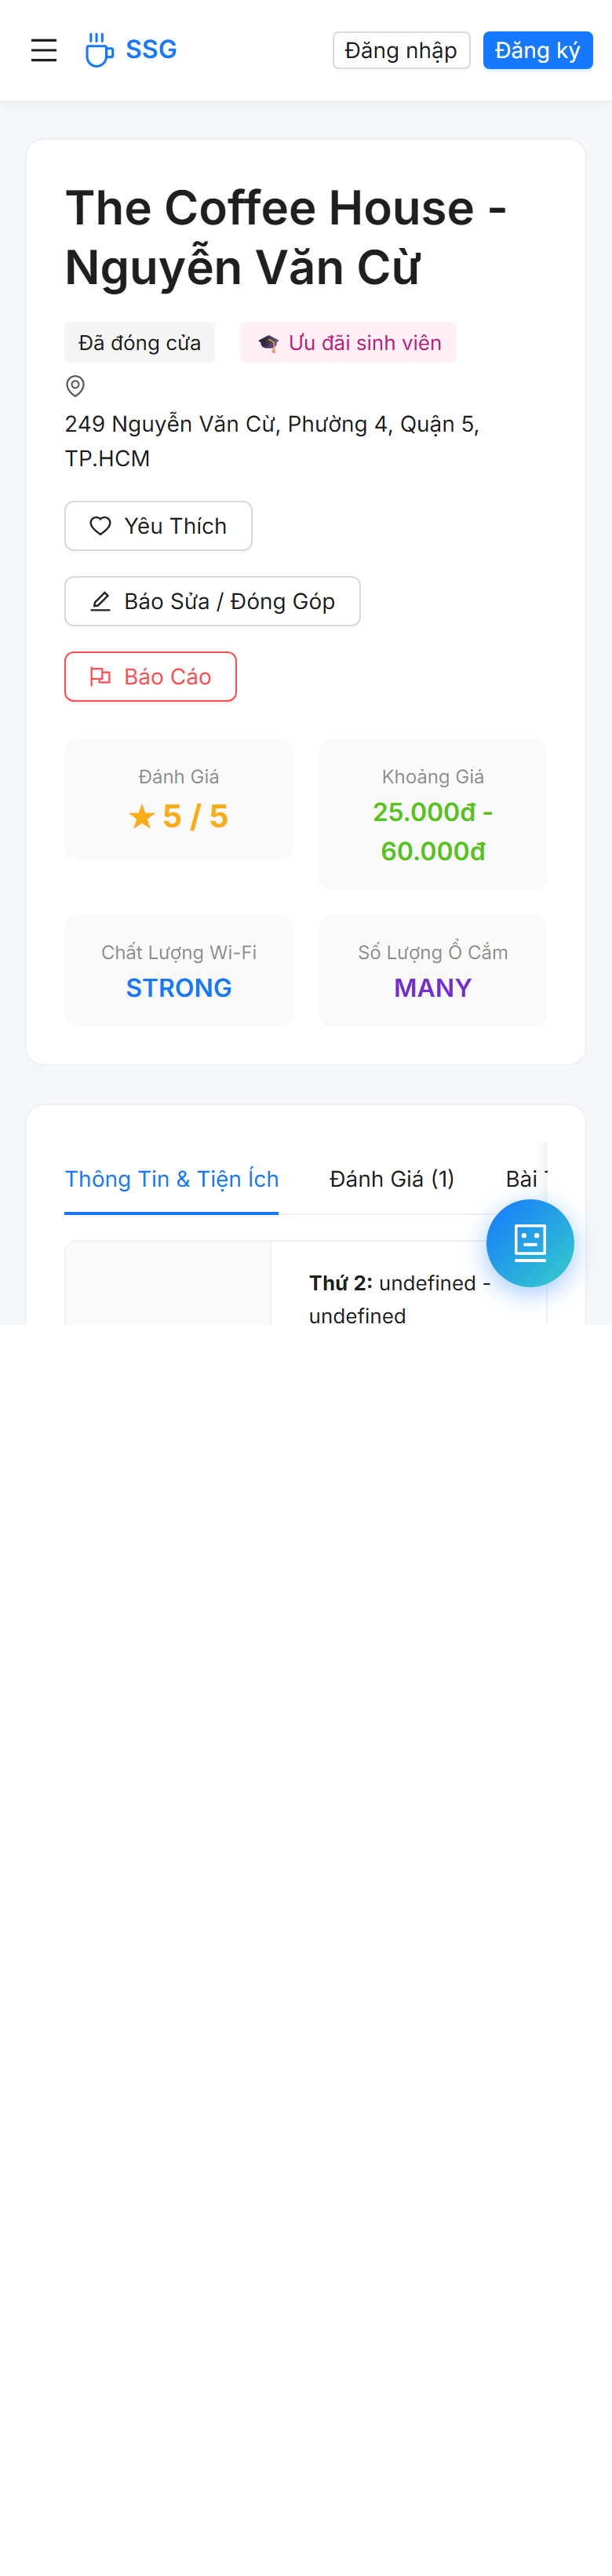 SSG
Đăng nhập
Đăng ký
The Coffee House -
Nguyễn Văn Cừ
Đã đóng cửa
🎓 Ưu đãi sinh viên
249 Nguyễn Văn Cừ, Phường 4, Quận 5,
TP.HCM
Yêu Thích
Báo Sửa / Đóng Góp
Báo Cáo
Đánh Giá
★ 5 / 5
Khoảng Giá
25.000đ -
60.000đ
Chất Lượng Wi-Fi
STRONG
Số Lượng Ổ Cắm
MANY
Thông Tin & Tiện Ích
Đánh Giá (1)
Bài
Thứ 2: undefined -
undefined